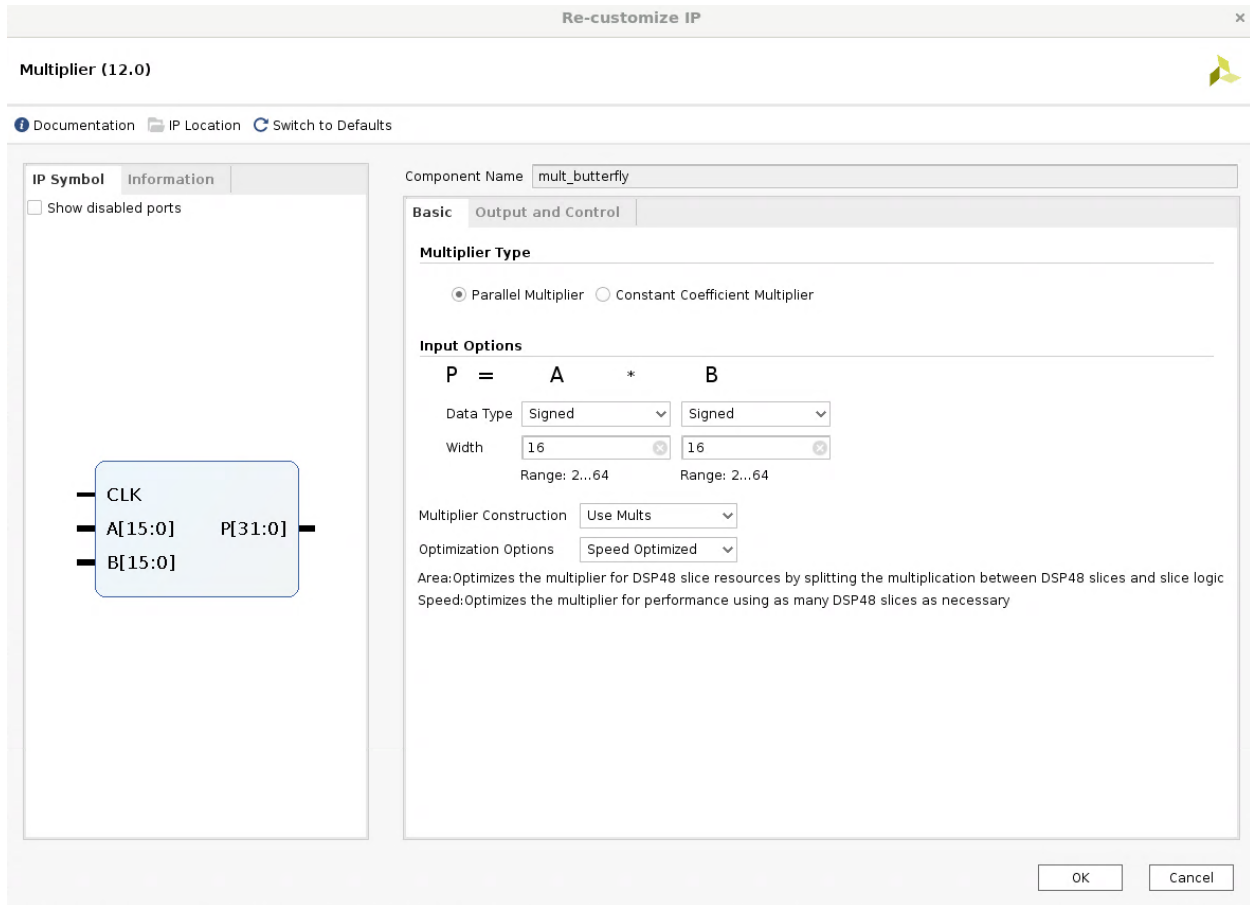 Re-customize IP
Multiplier (12.0)
Documentation IP Location Switch to Defaults
IP Symbol Information
Show disabled ports
CLK
A[15:0] P[31:0]
B[15:0]
Component Name mult_butterfly
Basic Output and Control
Multiplier Type
Parallel Multiplier Constant Coefficient Multiplier
Input Options
P = A * B
Data Type Signed Signed
Width 16 16
Range: 2...64 Range: 2...64
Multiplier Construction Use Mults
Optimization Options Speed Optimized
Area:Optimizes the multiplier for DSP48 slice resources by splitting the multiplication between DSP48 slices and slice logic
Speed:Optimizes the multiplier for performance using as many DSP48 slices as necessary
OK Cancel